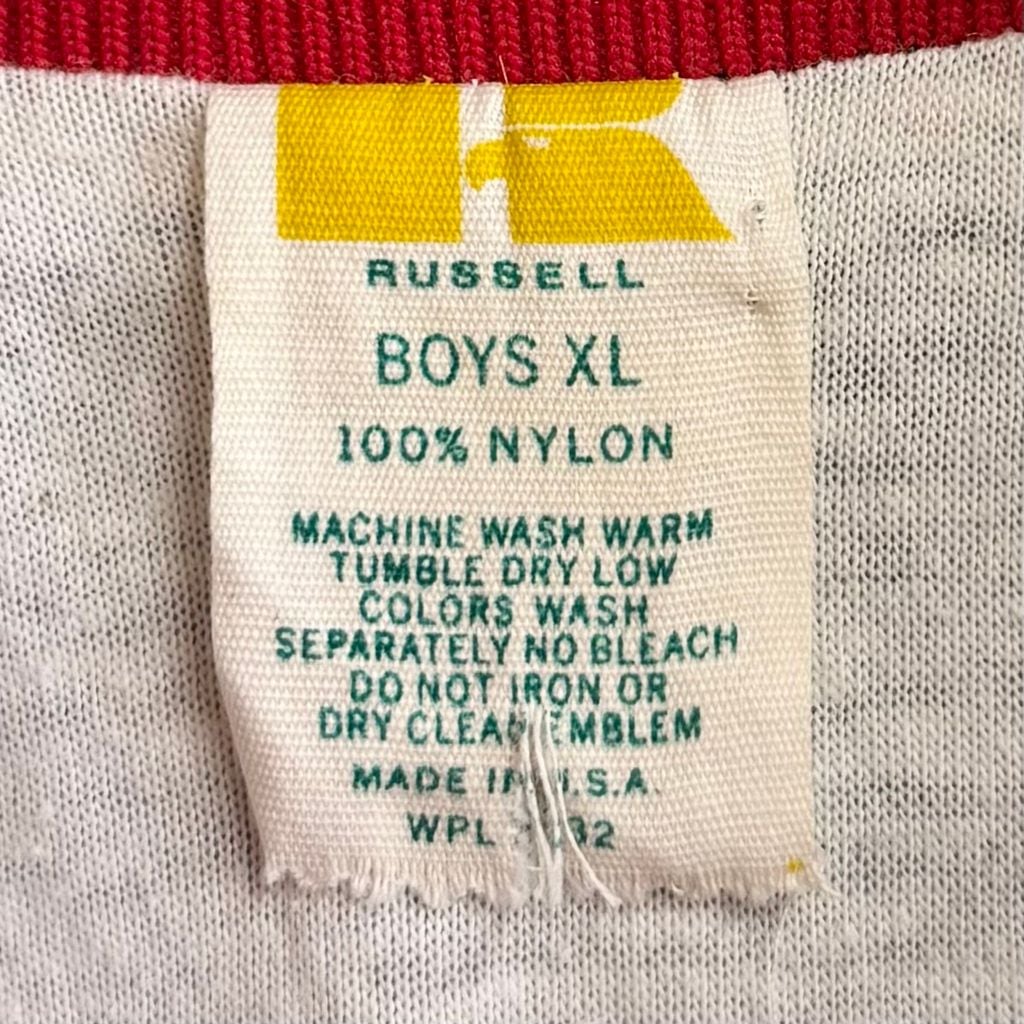 R
RUSSELL
BOYS XL
100% NYLON
MACHINE WASH WARM
TUMBLE DRY LOW
COLORS WASH
SEPARATELY NO BLEACH
DO NOT IRON OR
DRY CLEAN EMBLEM
MADE IN U.S.A.
WPL